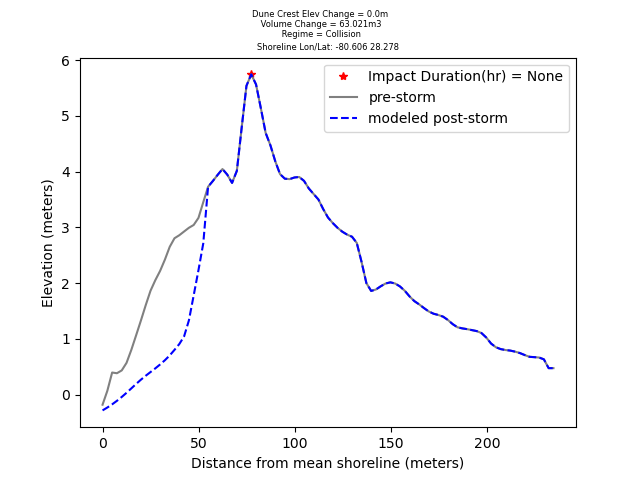 Dune Crest Elev Change = 0.0m
Volume Change = 63.021m3
Regime = Collision
Shoreline Lon/Lat: -80.606 28.278
Impact Duration(hr) = None
pre-storm
modeled post-storm
6
5
4
3
2
1
0
Elevation (meters)
0 50 100 150 200
Distance from mean shoreline (meters)